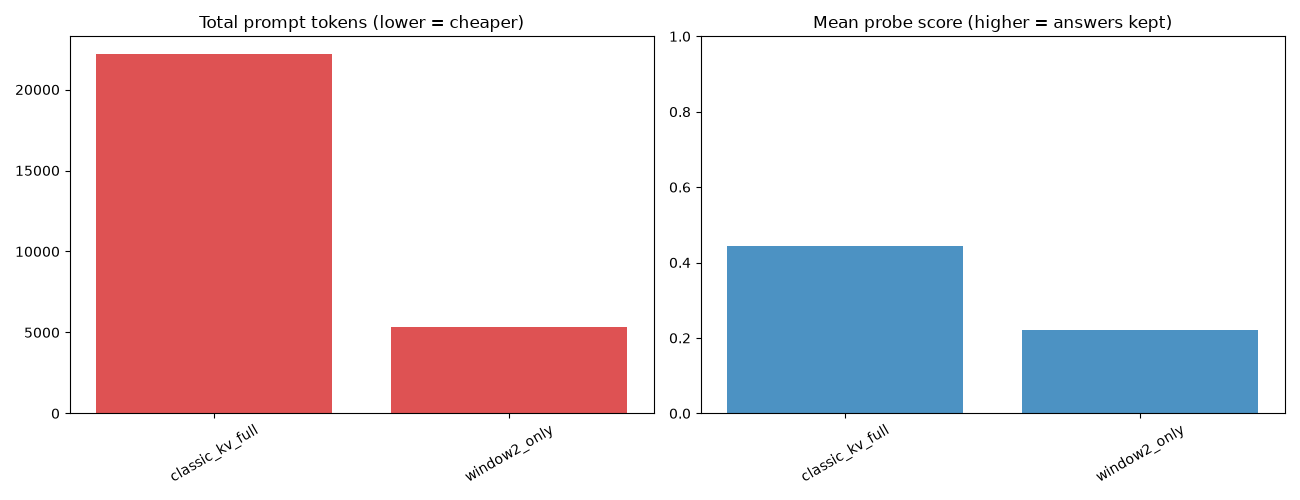 Total prompt tokens (lower = cheaper)
20000
15000
10000
5000
0
classic_kv_full
window2_only
Mean probe score (higher = answers kept)
1.0
0.8
0.6
0.4
0.2
0.0
classic_kv_full
window2_only